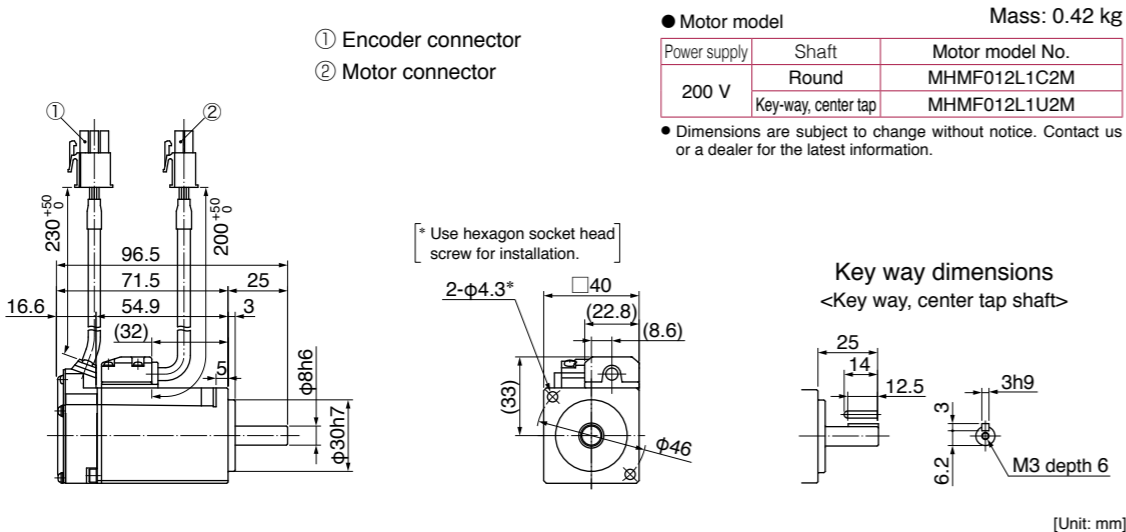 ① Encoder connector
② Motor connector
● Motor model
Mass: 0.42 kg
Power supply Shaft Motor model No.
200 V
Round MHMF012L1C2M
Key-way, center tap MHMF012L1U2M
● Dimensions are subject to change without notice. Contact us
or a dealer for the latest information.
① ②
230 +50 0
200 +50 0
96.5
71.5 25
16.6 54.9 3
(32)
5
φ8h6
φ30h7
* Use hexagon socket head
screw for installation.
2-φ4.3*
□40
(22.8)
(8.6)
(33)
φ46
Key way dimensions
<Key way, center tap shaft>
25
14
12.5
3h9
3
6.2
M3 depth 6
[Unit: mm]